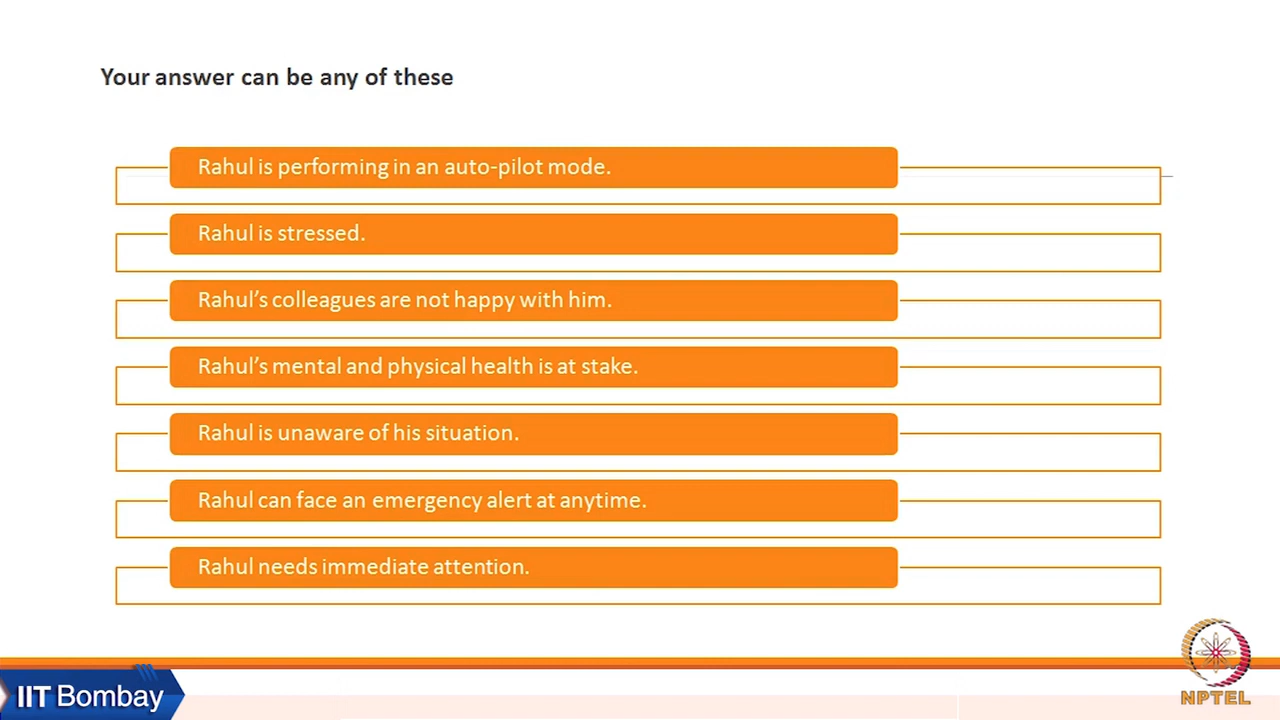 Your answer can be any of these
Rahul is performing in an auto-pilot mode.
Rahul is stressed.
Rahul’s colleagues are not happy with him.
Rahul’s mental and physical health is at stake.
Rahul is unaware of his situation.
Rahul can face an emergency alert at anytime.
Rahul needs immediate attention.
IIT Bombay
NPTEL